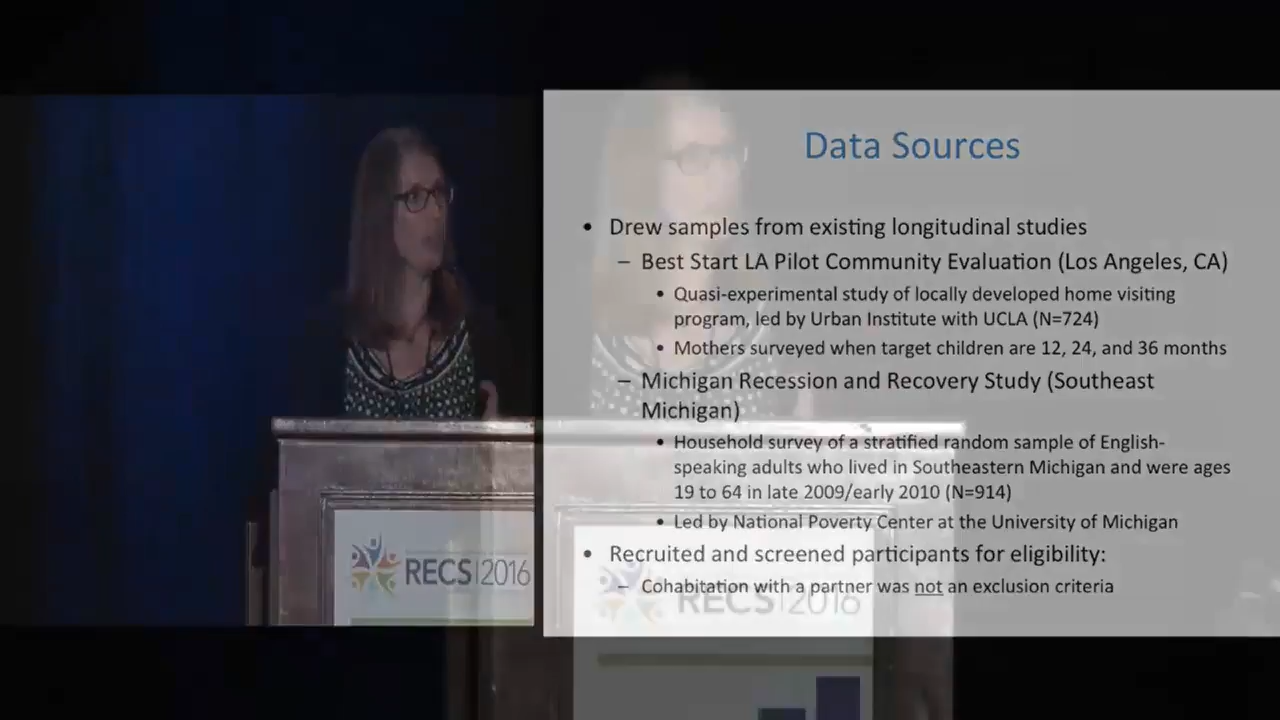 Data Sources
• Drew samples from existing longitudinal studies
– Best Start LA Pilot Community Evaluation (Los Angeles, CA)
• Quasi-experimental study of locally developed home visiting
program, led by Urban Institute with UCLA (N=724)
• Mothers surveyed when target children are 12, 24, and 36 months
– Michigan Recession and Recovery Study (Southeast
Michigan)
• Household survey of a stratified random sample of English-
speaking adults who lived in Southeastern Michigan and were ages
19 to 64 in late 2009/early 2010 (N=914)
• Led by National Poverty Center at the University of Michigan
• Recruited and screened participants for eligibility:
– Cohabitation with a partner was not an exclusion criteria
RECS|2016
RECS|2016